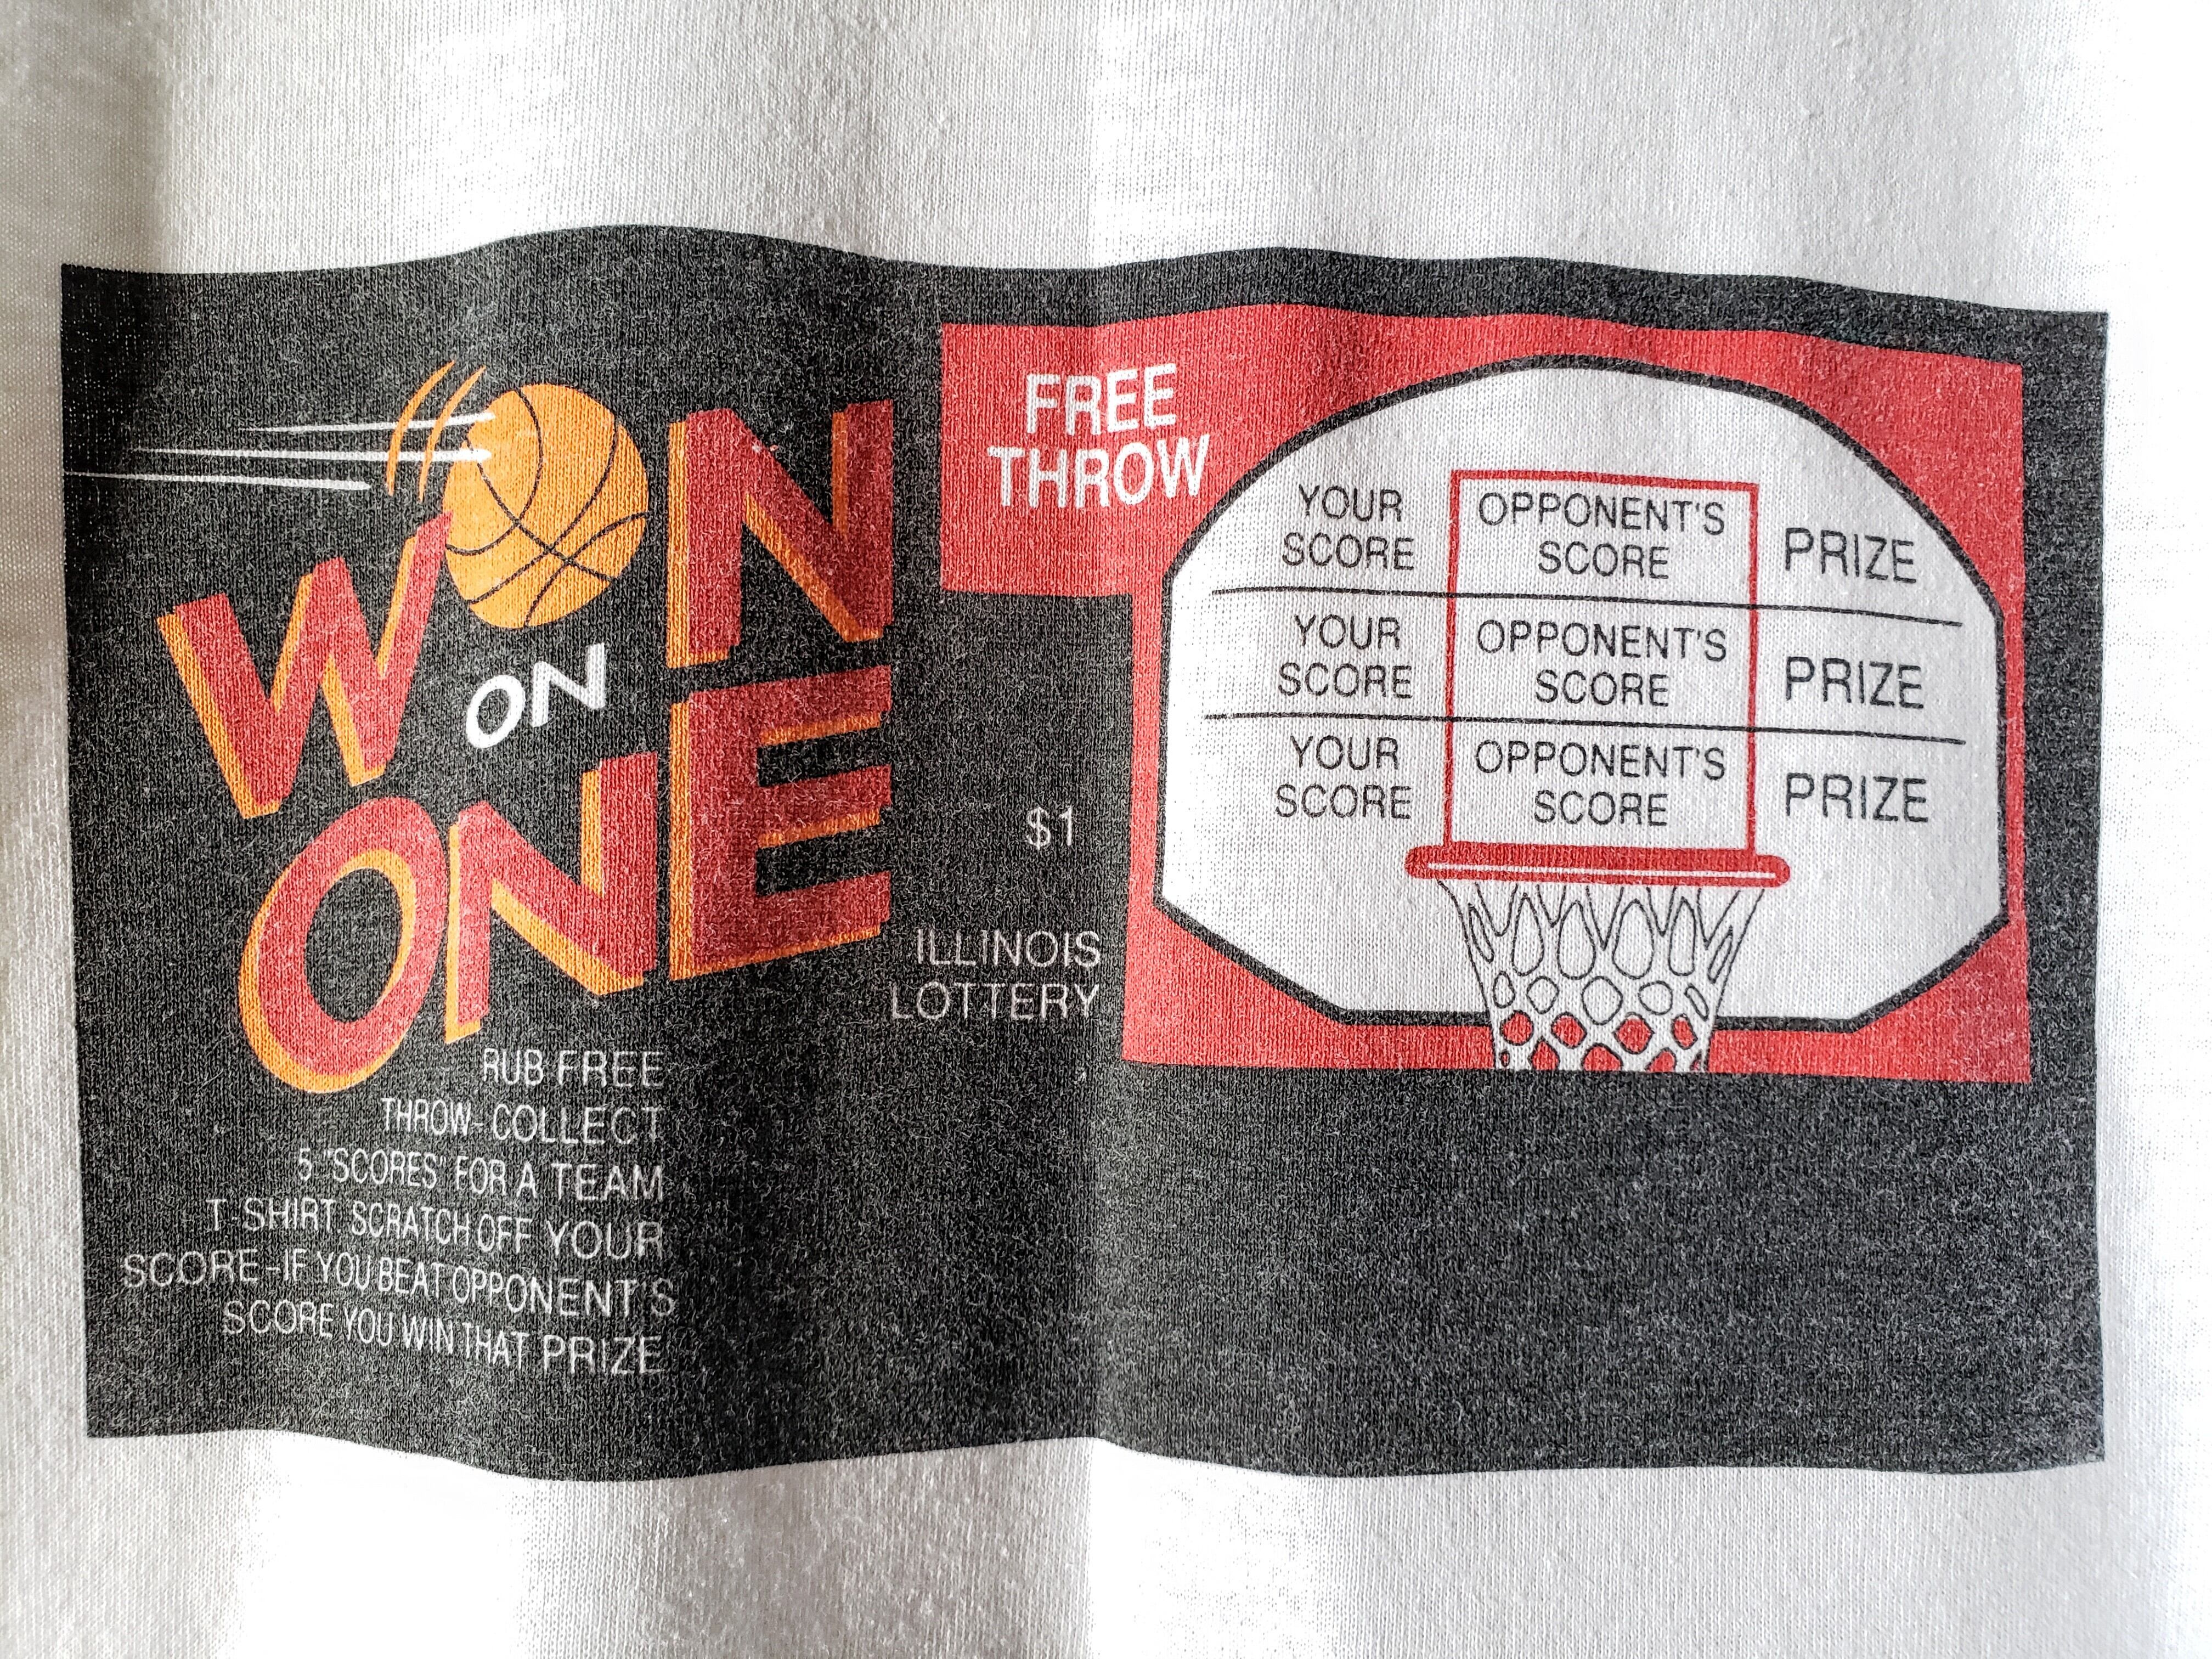 WON
ON
ONE
RUB FREE
THROW-COLLECT
5 "SCORES" FOR A TEAM
T-SHIRT SCRATCH OFF YOUR
SCORE-IF YOU BEAT OPPONENT'S
SCORE YOU WIN THAT PRIZE
$1
ILLINOIS
LOTTERY
FREE
THROW
YOUR
SCORE
OPPONENT'S
SCORE
PRIZE
YOUR
SCORE
OPPONENT'S
SCORE
PRIZE
YOUR
SCORE
OPPONENT'S
SCORE
PRIZE